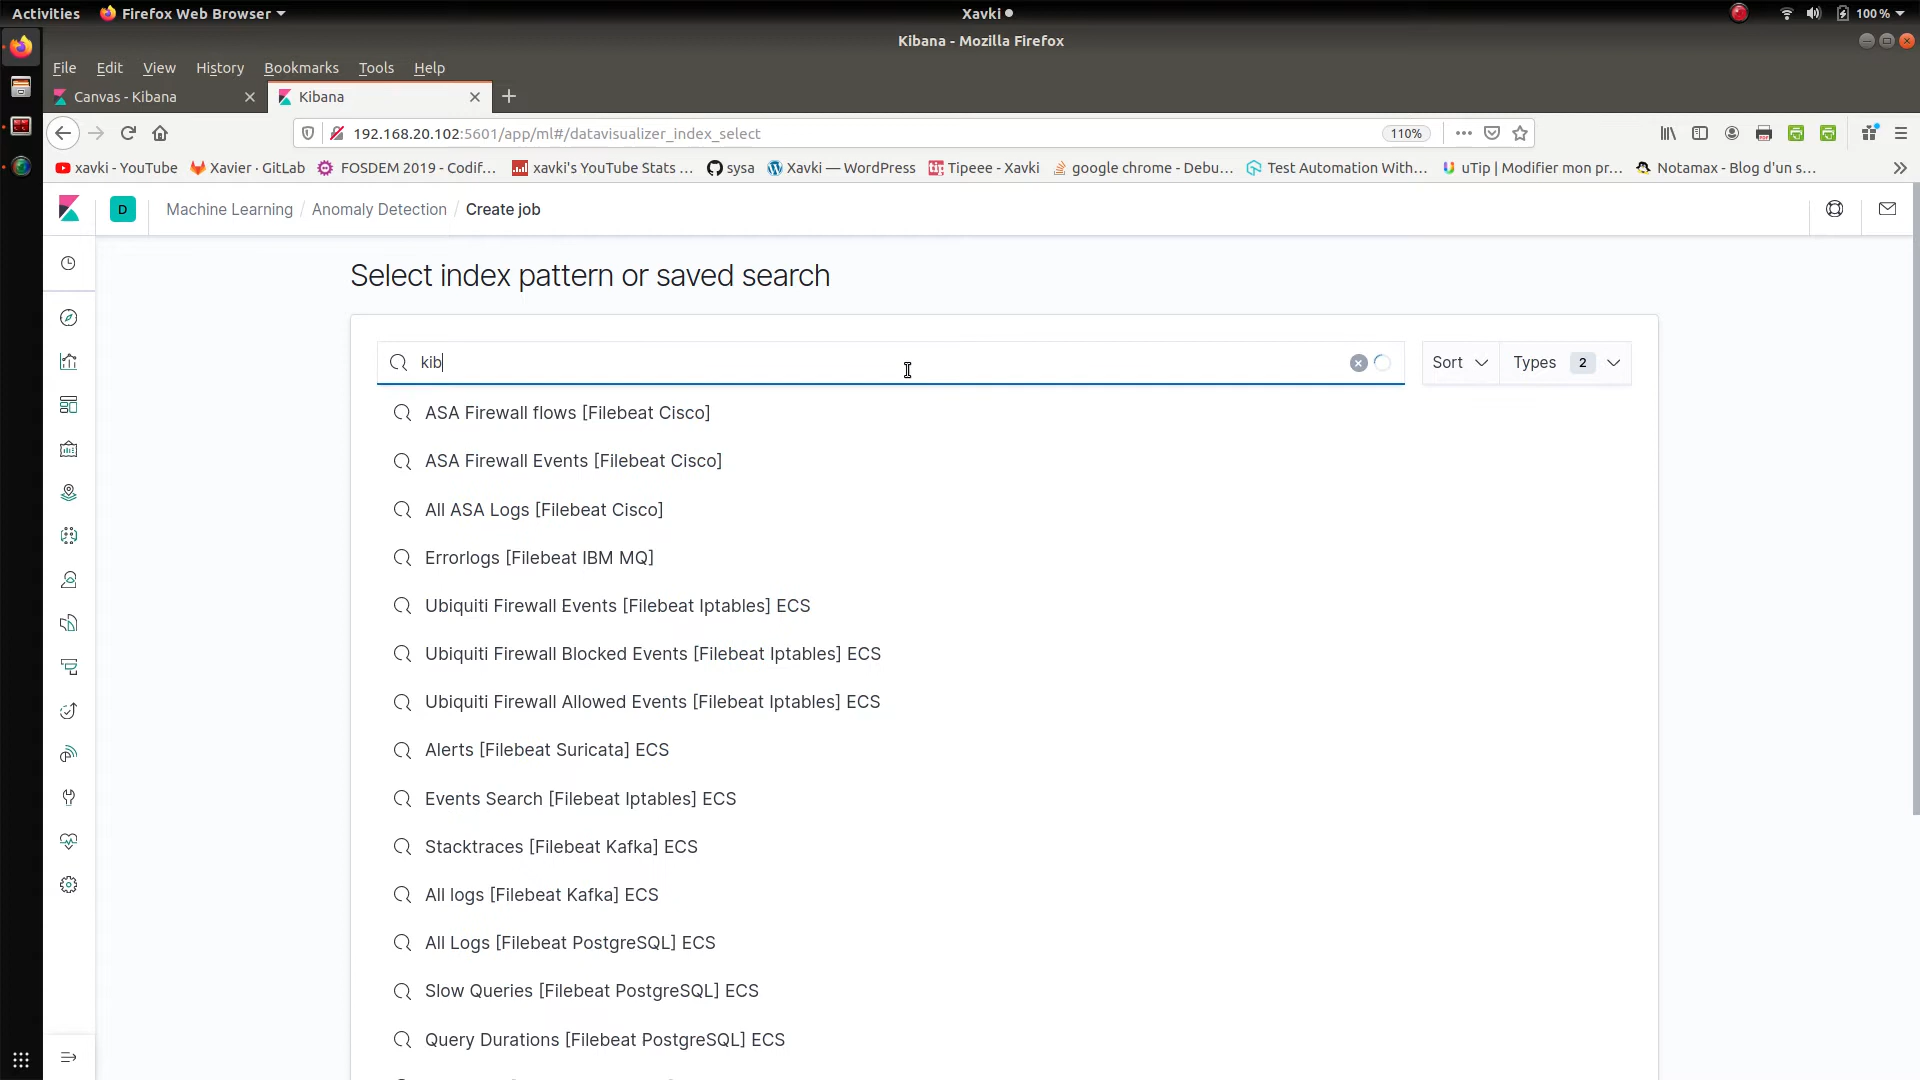 Activities Firefox Web Browser Xavki 100 %
Kibana - Mozilla Firefox
File Edit View History Bookmarks Tools Help
Canvas - Kibana Kibana
192.168.20.102:5601/app/ml#/datavisualizer_index_select 110%
xavki - YouTube Xavier · GitLab FOSDEM 2019 - Codif... xavki's YouTube Stats ... sysa Xavki — WordPress Tipeee - Xavki google chrome - Debu... Test Automation With... uTip | Modifier mon pr... Notamax - Blog d'un s...
D Machine Learning / Anomaly Detection / Create job
Select index pattern or saved search
kib Sort Types 2
ASA Firewall flows [Filebeat Cisco]
ASA Firewall Events [Filebeat Cisco]
All ASA Logs [Filebeat Cisco]
Errorlogs [Filebeat IBM MQ]
Ubiquiti Firewall Events [Filebeat Iptables] ECS
Ubiquiti Firewall Blocked Events [Filebeat Iptables] ECS
Ubiquiti Firewall Allowed Events [Filebeat Iptables] ECS
Alerts [Filebeat Suricata] ECS
Events Search [Filebeat Iptables] ECS
Stacktraces [Filebeat Kafka] ECS
All logs [Filebeat Kafka] ECS
All Logs [Filebeat PostgreSQL] ECS
Slow Queries [Filebeat PostgreSQL] ECS
Query Durations [Filebeat PostgreSQL] ECS